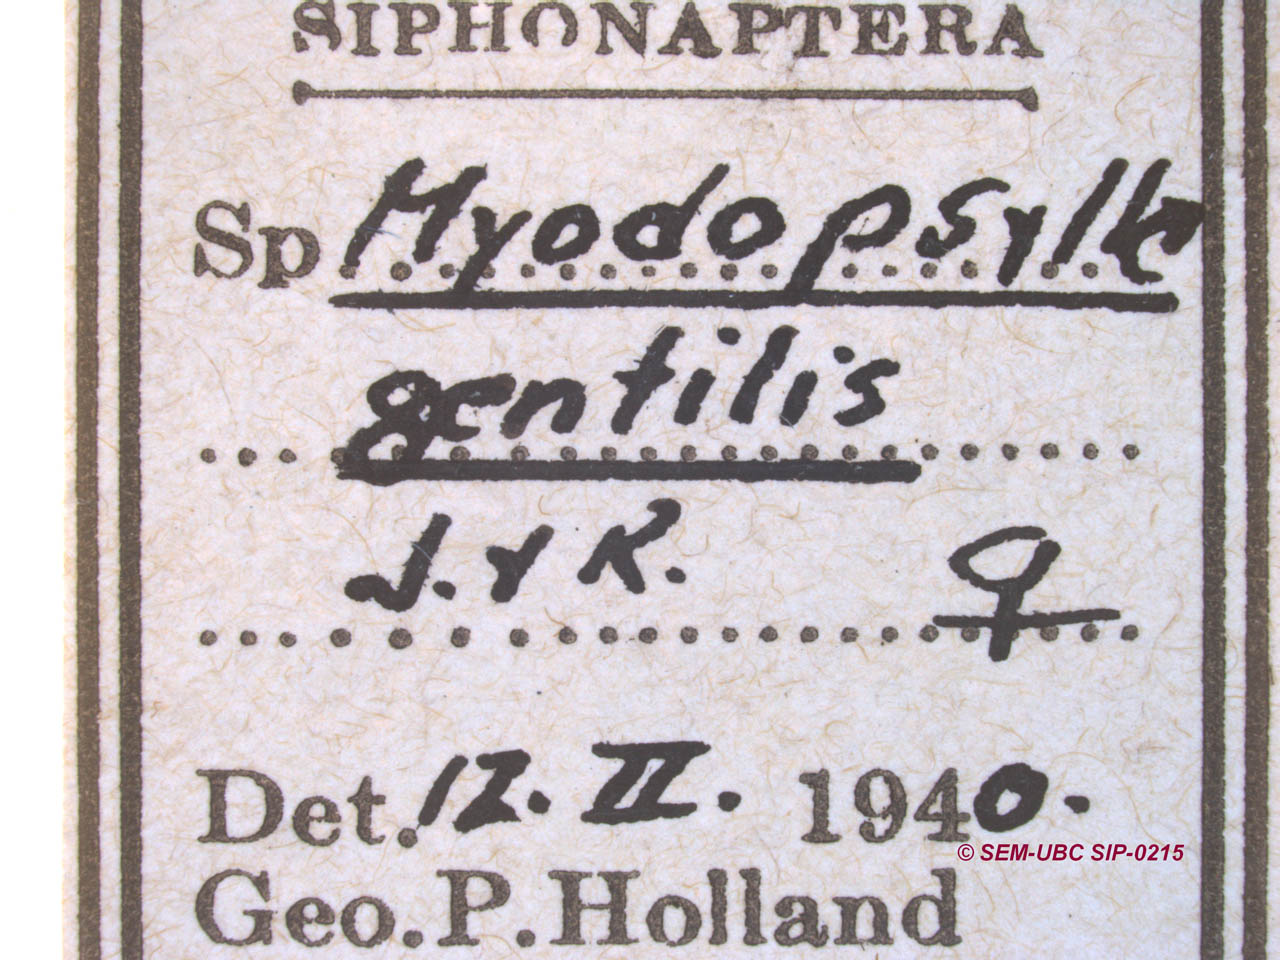 SIPHONAPTERA
Sp Myodopsylla
gentilis
J. & R. ♀
Det. 12. II. 1940.
© SEM-UBC SIP-0215
Geo. P. Holland